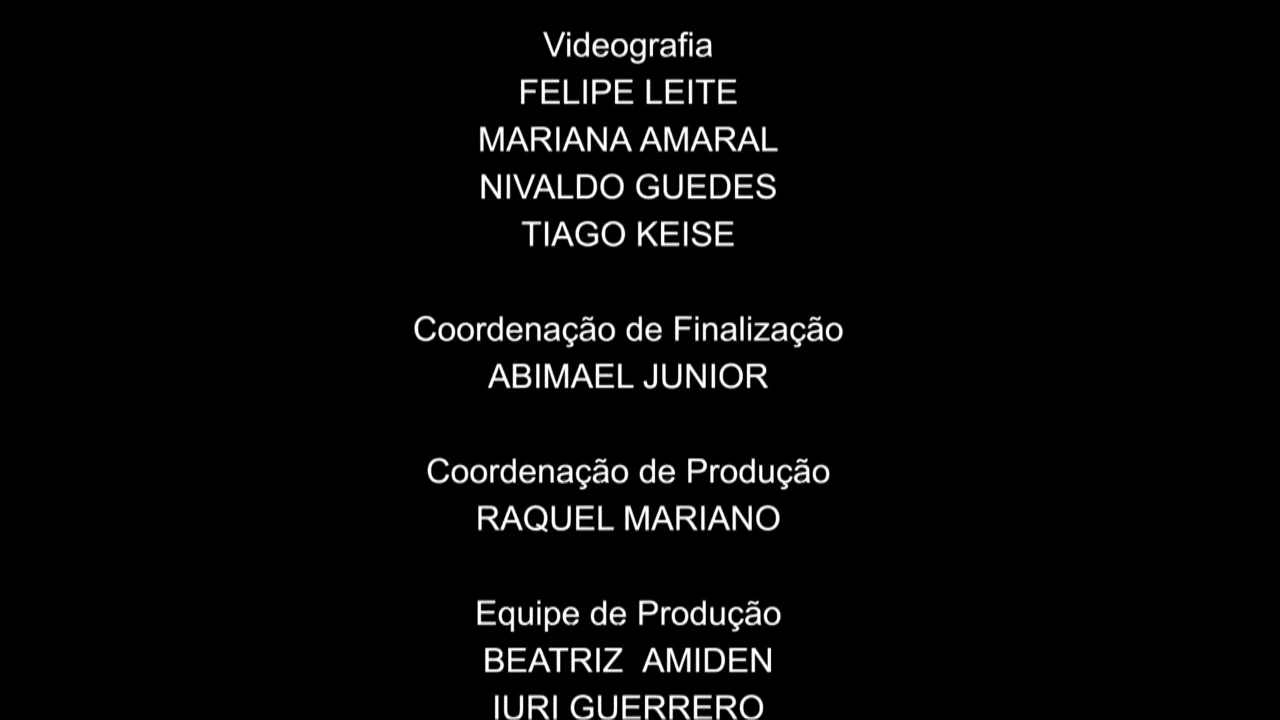 Videografia
FELIPE LEITE
MARIANA AMARAL
NIVALDO GUEDES
TIAGO KEISE
Coordenação de Finalização
ABIMAEL JUNIOR
Coordenação de Produção
RAQUEL MARIANO
Equipe de Produção
BEATRIZ  AMIDEN
IURI GUERRERO